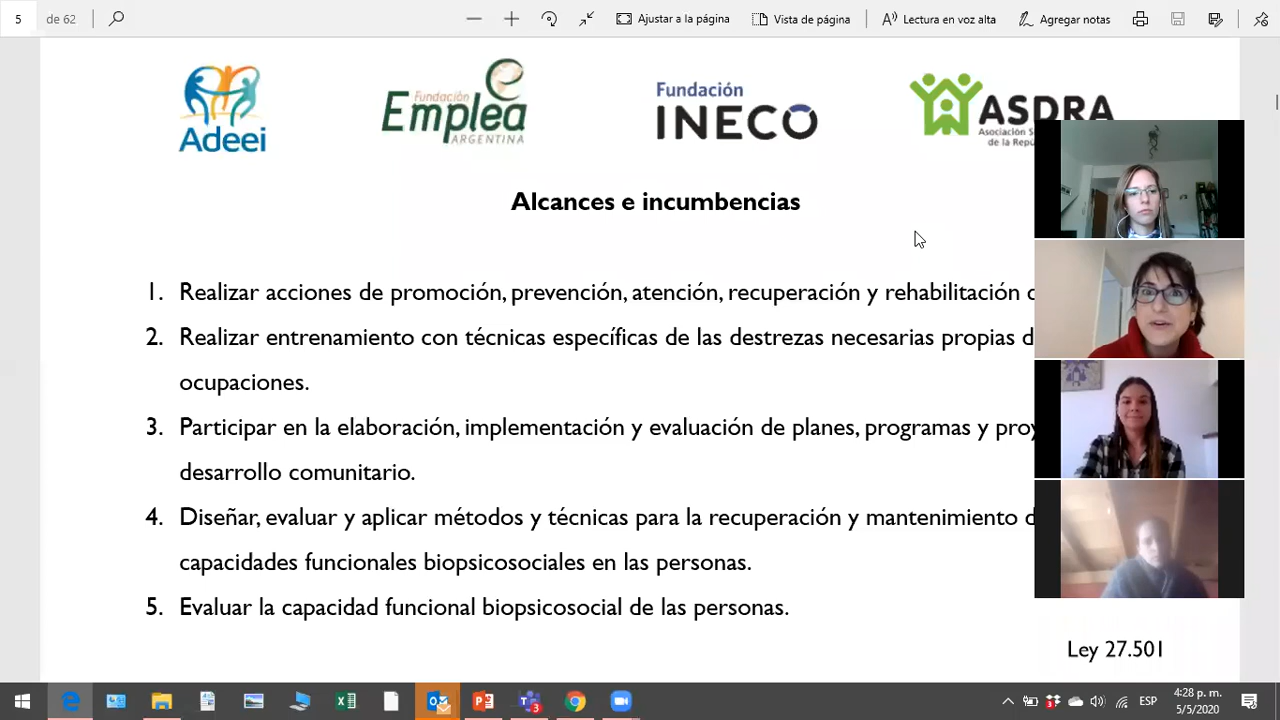 5 de 62 Ajustar a la página Vista de página Lectura en voz alta Agregar notas
Adeei
Fundación
Emplea
ARGENTINA
Fundación
INECO
ASDRA
Asociación
de la
Alcances e incumbencias
1. Realizar acciones de promoción, prevención, atención, recuperación y rehabilitación
2. Realizar entrenamiento con técnicas específicas de las destrezas necesarias propias
ocupaciones.
3. Participar en la elaboración, implementación y evaluación de planes, programas y
desarrollo comunitario.
4. Diseñar, evaluar y aplicar métodos y técnicas para la recuperación y mantenimiento
capacidades funcionales biopsicosociales en las personas.
5. Evaluar la capacidad funcional biopsicosocial de las personas.
Ley 27.501
ESP
4:28 p. m.
5/5/2020